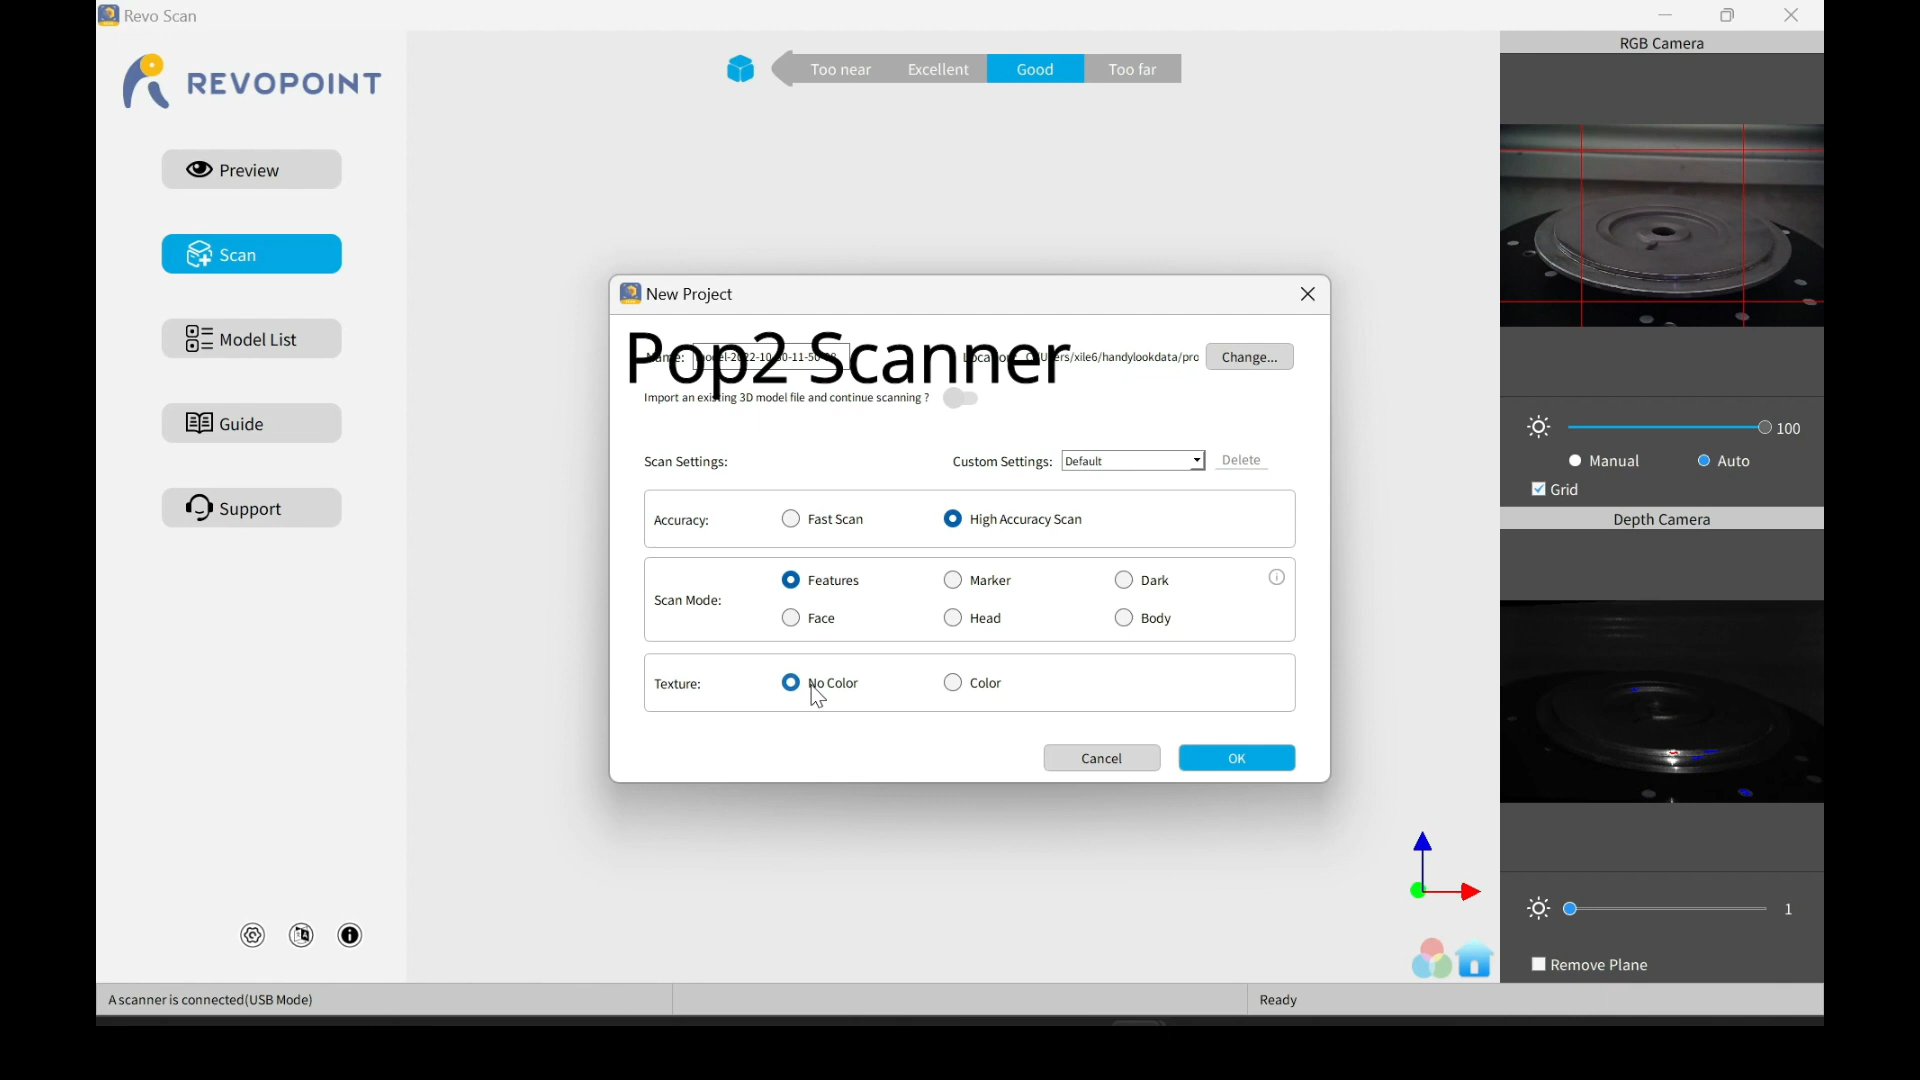 Revo Scan
REVOPOINT
Preview
Scan
Model List
Guide
Support
Too near Excellent Good Too far
New Project
Pop2 Scanner
Change...
Import an existing 3D model file and continue scanning ?
Scan Settings:
Custom Settings: Default Delete
Accuracy: Fast Scan High Accuracy Scan
Scan Mode: Features Marker Dark
Face Head Body
Texture: No Color Color
Cancel OK
RGB Camera
100
Manual Auto
Grid
Depth Camera
1
Remove Plane
A scanner is connected(USB Mode)
Ready